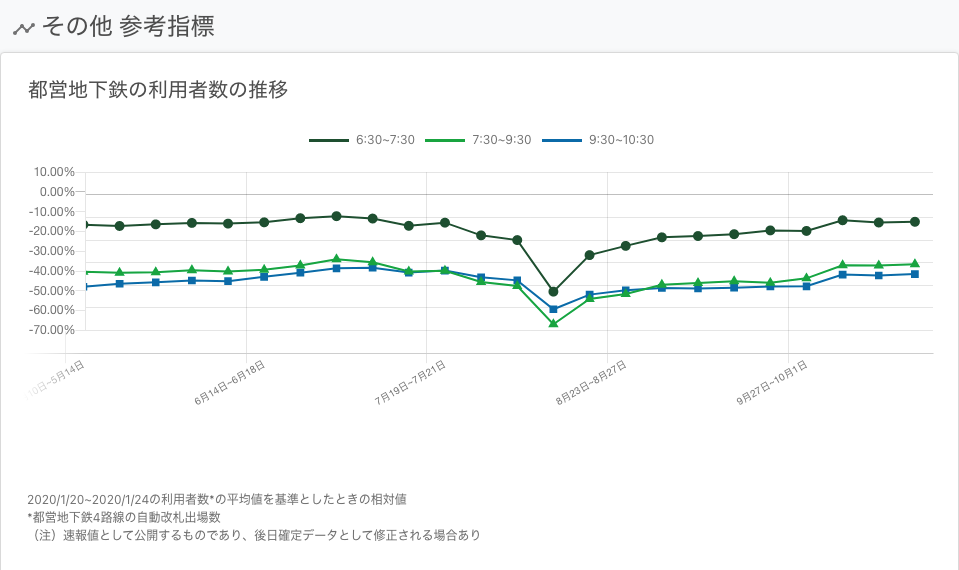 その他 参考指標
都営地下鉄の利用者数の推移
6:30~7:30 7:30~9:30 9:30~10:30
10.00%
0.00%
-10.00%
-20.00%
-30.00%
-40.00%
-50.00%
-60.00%
-70.00%
10日~5月14日 6月14日~6月18日 7月19日~7月21日 8月23日~8月27日 9月27日~10月1日
2020/1/20~2020/1/24の利用者数*の平均値を基準としたときの相対値
*都営地下鉄4路線の自動改札出場数
（注）速報値として公開するものであり、後日確定データとして修正される場合あり